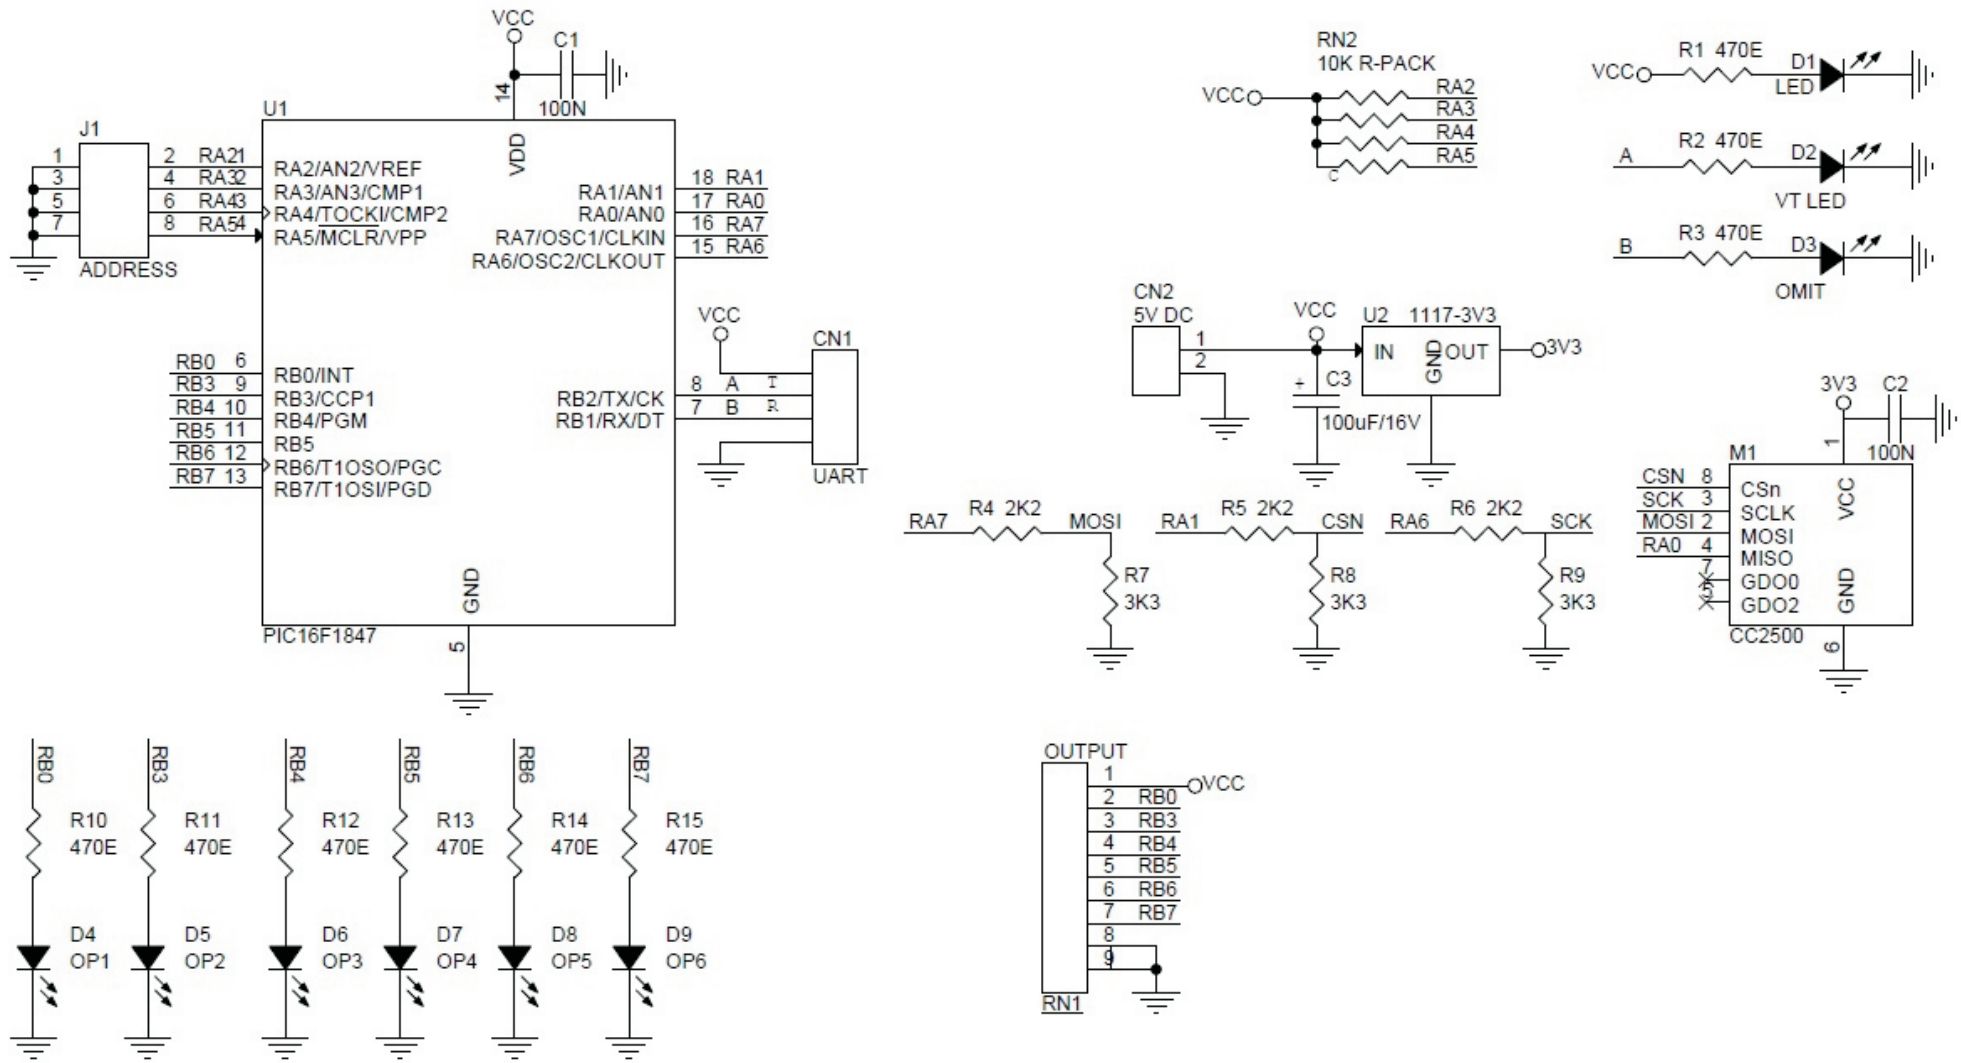 VCC
C1
14
100N
U1
J1
1 2 RA2 1
3 4 RA3 2
5 6 RA4 3
7 8 RA5 4
ADDRESS
VDD
RA2/AN2/VREF
RA3/AN3/CMP1
RA4/TOCKI/CMP2
RA5/MCLR/VPP
RA1/AN1 18 RA1
RA0/AN0 17 RA0
RA7/OSC1/CLKIN 16 RA7
RA6/OSC2/CLKOUT 15 RA6
RB0 6 RB0/INT
RB3 9 RB3/CCP1
RB4 10 RB4/PGM
RB5 11 RB5
RB6 12 RB6/T1OSO/PGC
RB7 13 RB7/T1OSI/PGD
RB2/TX/CK 8 A T
RB1/RX/DT 7 B R
VCC
CN1
UART
GND
5
PIC16F1847
RN2
10K R-PACK
VCC
RA2
RA3
RA4
RA5
C
R1 470E
VCC
D1
LED
A
R2 470E
D2
VT LED
B
R3 470E
D3
OMIT
CN2
5V DC
1
2
VCC
+
C3
100uF/16V
U2 1117-3V3
IN GND OUT
3V3
RA7 R4 2K2 MOSI
R7
3K3
RA1 R5 2K2 CSN
R8
3K3
RA6 R6 2K2 SCK
R9
3K3
3V3
C2
100N
1
M1
CSN 8 CSn
SCK 3 SCLK
MOSI 2 MOSI
RA0 4 MISO
7 GDO0
5 GDO2
VCC
GND
CC2500
6
RB0
R10
470E
D4
OP1
RB3
R11
470E
D5
OP2
RB4
R12
470E
D6
OP3
RB5
R13
470E
D7
OP4
RB6
R14
470E
D8
OP5
RB7
R15
470E
D9
OP6
OUTPUT
1 VCC
2 RB0
3 RB3
4 RB4
5 RB5
6 RB6
7 RB7
8
9
RN1